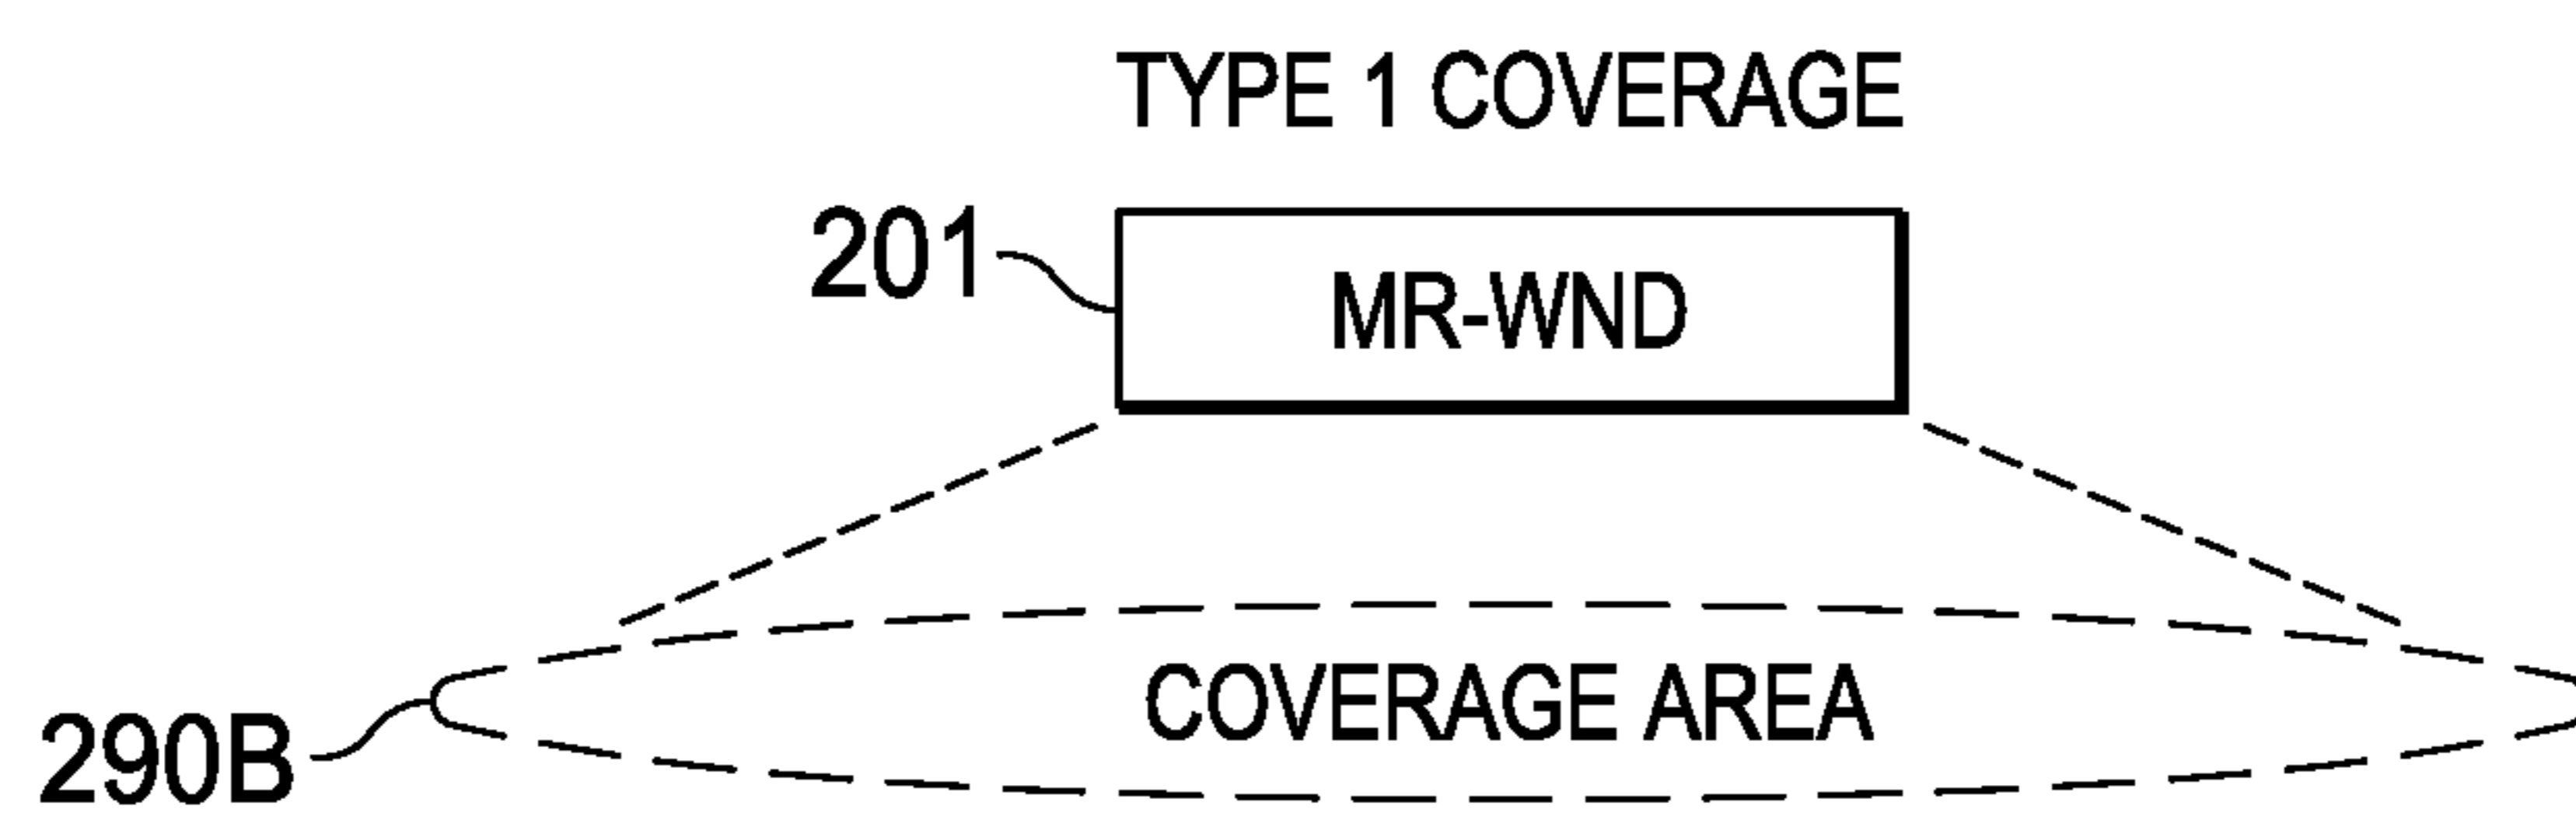 TYPE 1 COVERAGE
201
MR-WND
COVERAGE AREA
290B